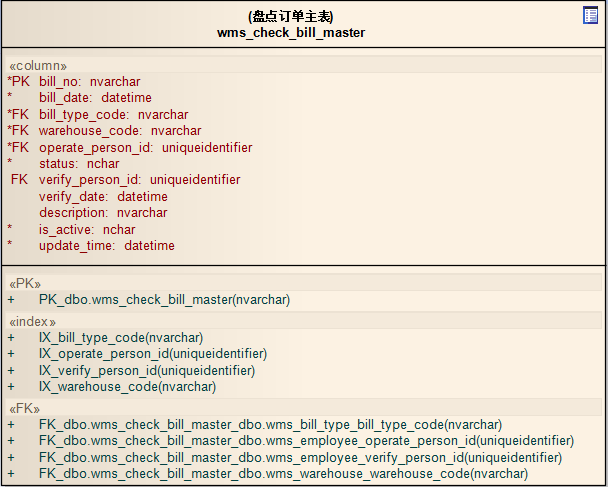 (盘点订单主表)
wms_check_bill_master
«column»
*PK bill_no: nvarchar
* bill_date: datetime
*FK bill_type_code: nvarchar
*FK warehouse_code: nvarchar
*FK operate_person_id: uniqueidentifier
* status: nchar
FK verify_person_id: uniqueidentifier
verify_date: datetime
description: nvarchar
* is_active: nchar
* update_time: datetime
«PK»
+ PK_dbo.wms_check_bill_master(nvarchar)
«index»
+ IX_bill_type_code(nvarchar)
+ IX_operate_person_id(uniqueidentifier)
+ IX_verify_person_id(uniqueidentifier)
+ IX_warehouse_code(nvarchar)
«FK»
+ FK_dbo.wms_check_bill_master_dbo.wms_bill_type_bill_type_code(nvarchar)
+ FK_dbo.wms_check_bill_master_dbo.wms_employee_operate_person_id(uniqueidentifier)
+ FK_dbo.wms_check_bill_master_dbo.wms_employee_verify_person_id(uniqueidentifier)
+ FK_dbo.wms_check_bill_master_dbo.wms_warehouse_warehouse_code(nvarchar)